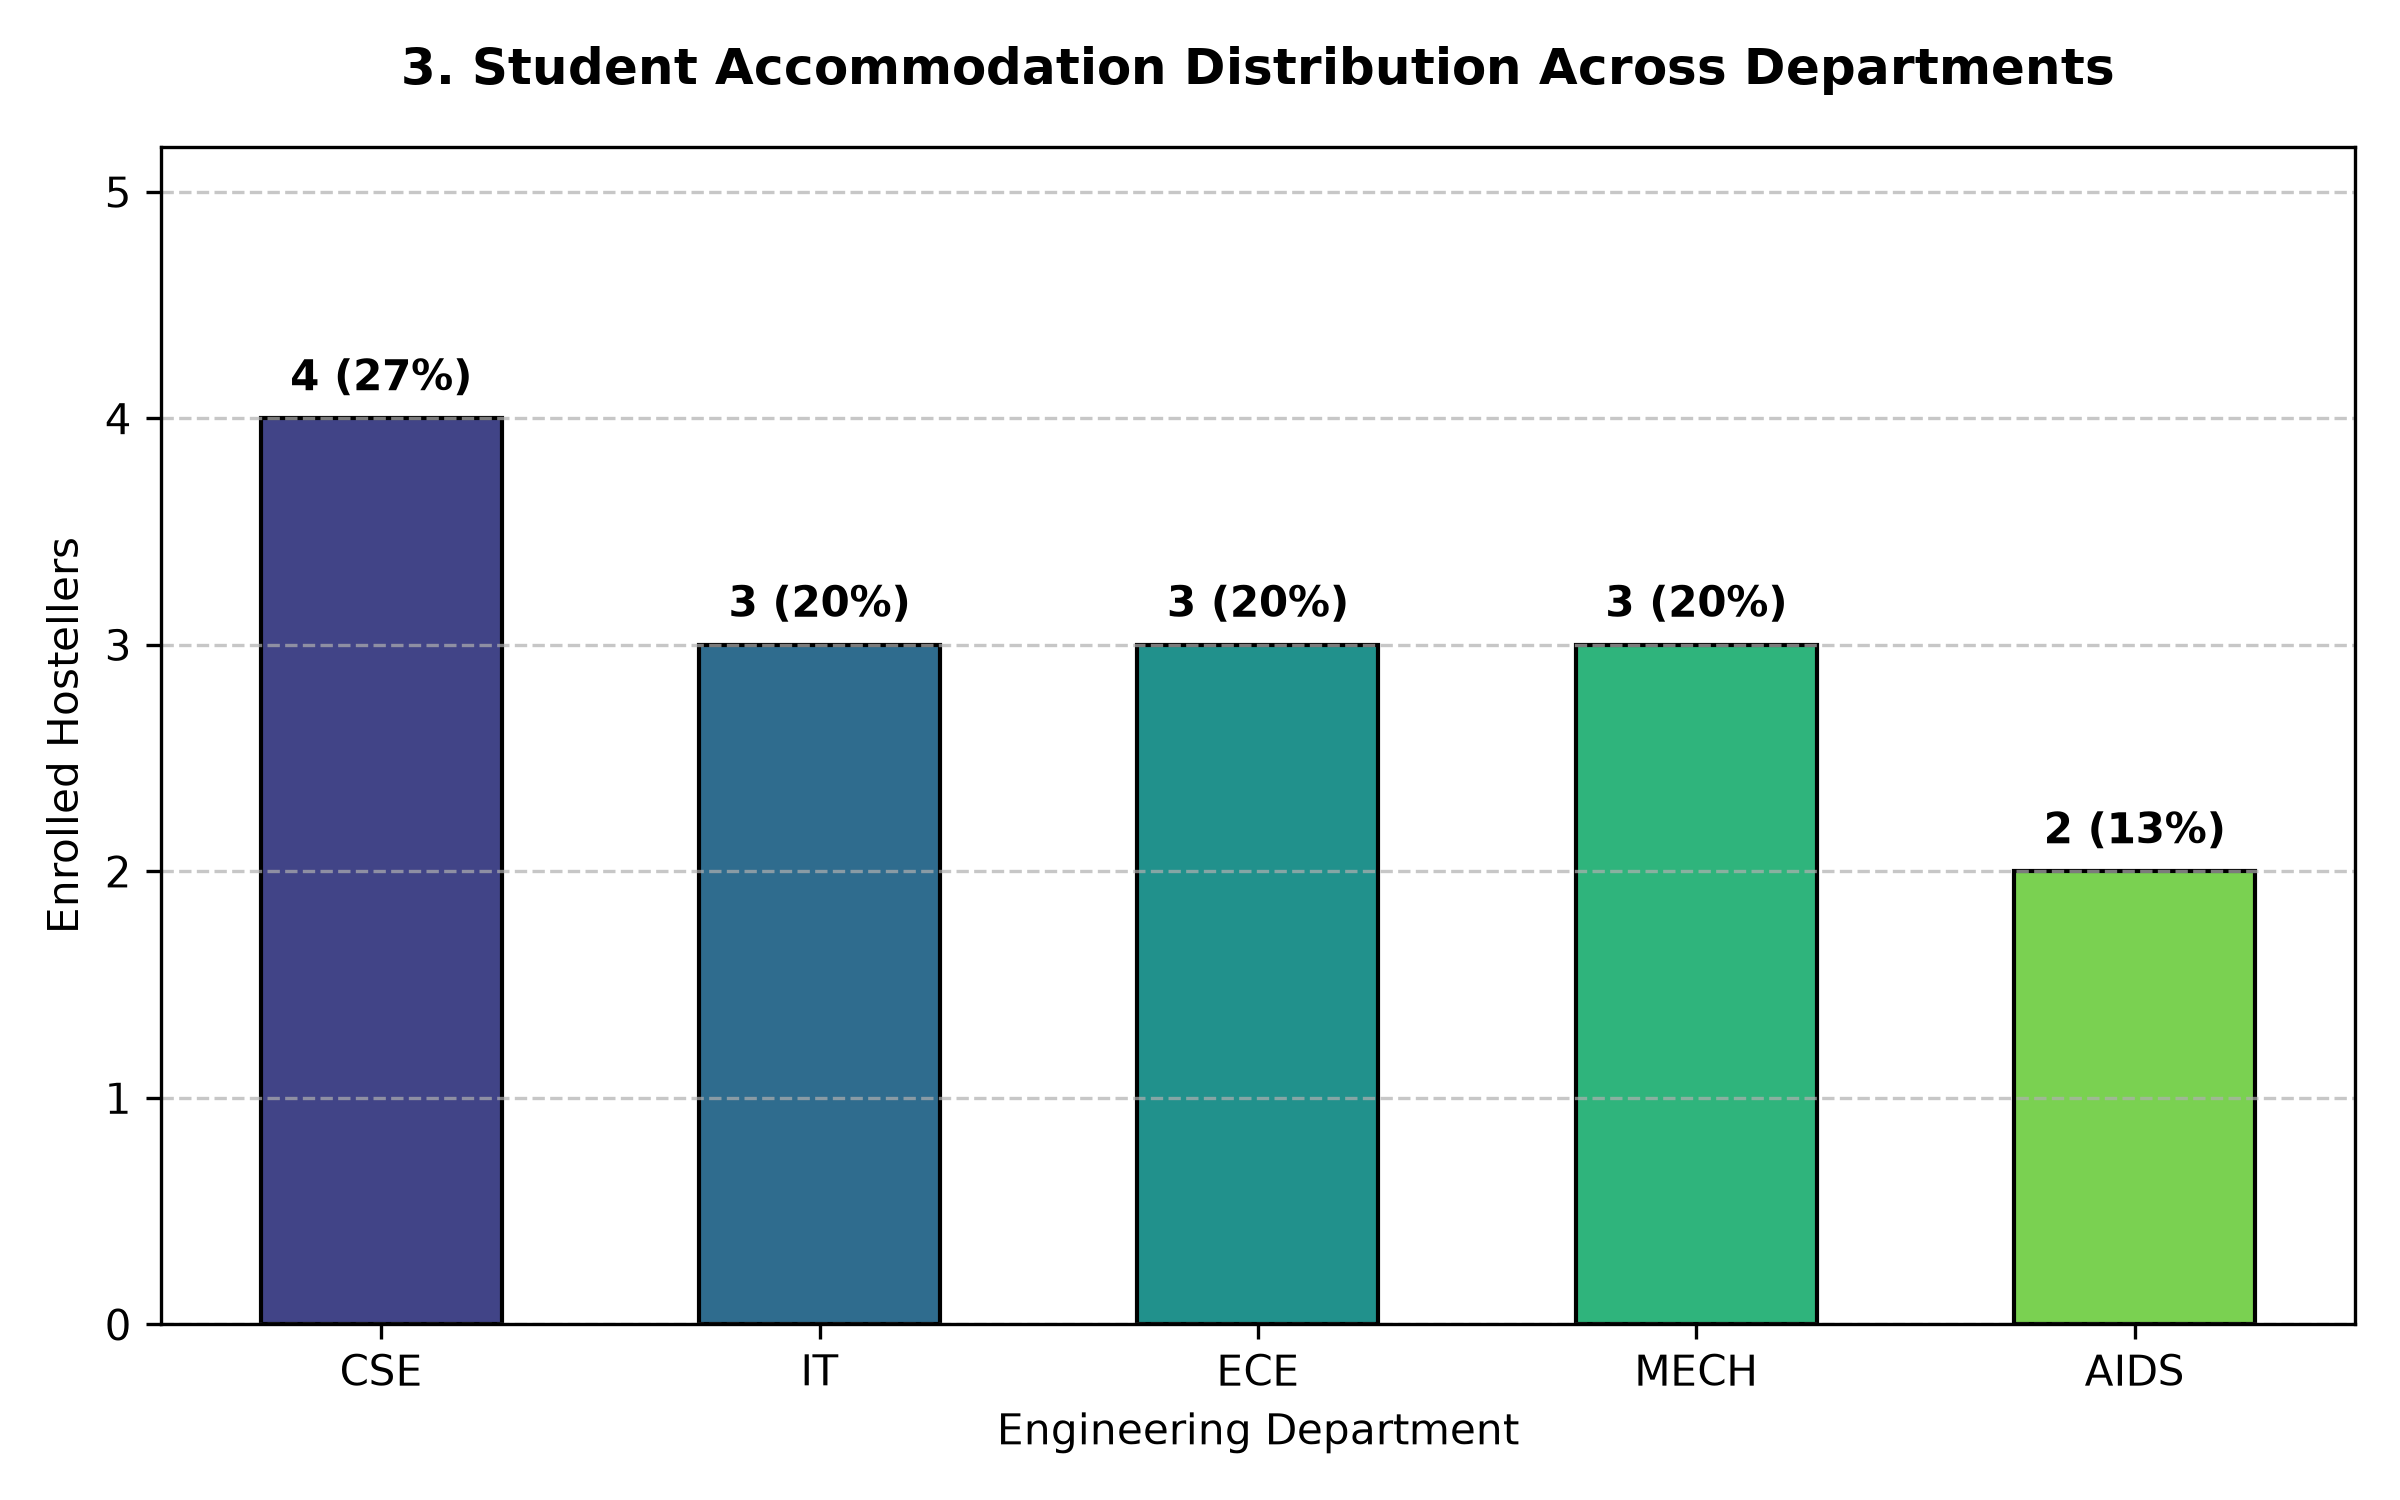 3. Student Accommodation Distribution Across Departments
Enrolled Hostellers
5
4
3
2
1
0
4 (27%)
3 (20%)
3 (20%)
3 (20%)
2 (13%)
CSE
IT
ECE
MECH
AIDS
Engineering Department